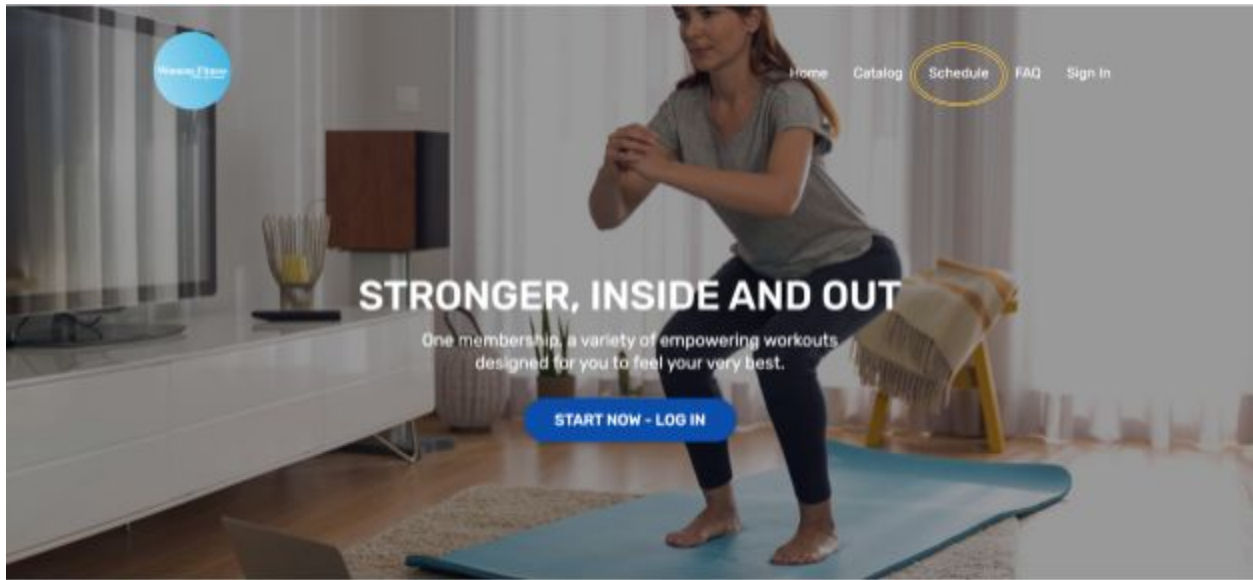 Home Catalog Schedule FAQ Sign In
STRONGER, INSIDE AND OUT
One membership, a variety of empowering workouts
designed for you to feel your very best.
START NOW - LOG IN